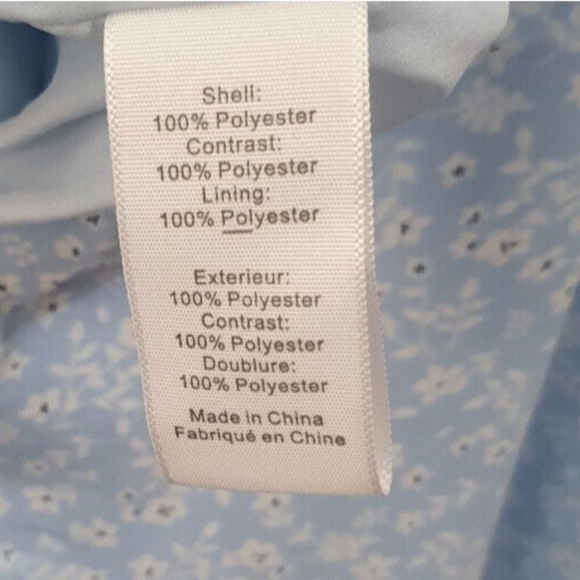 Shell:
100% Polyester
Contrast:
100% Polyester
Lining:
100% Polyester
Exterieur:
100% Polyester
Contrast:
100% Polyester
Doublure:
100% Polyester
Made in China
Fabriqué en Chine